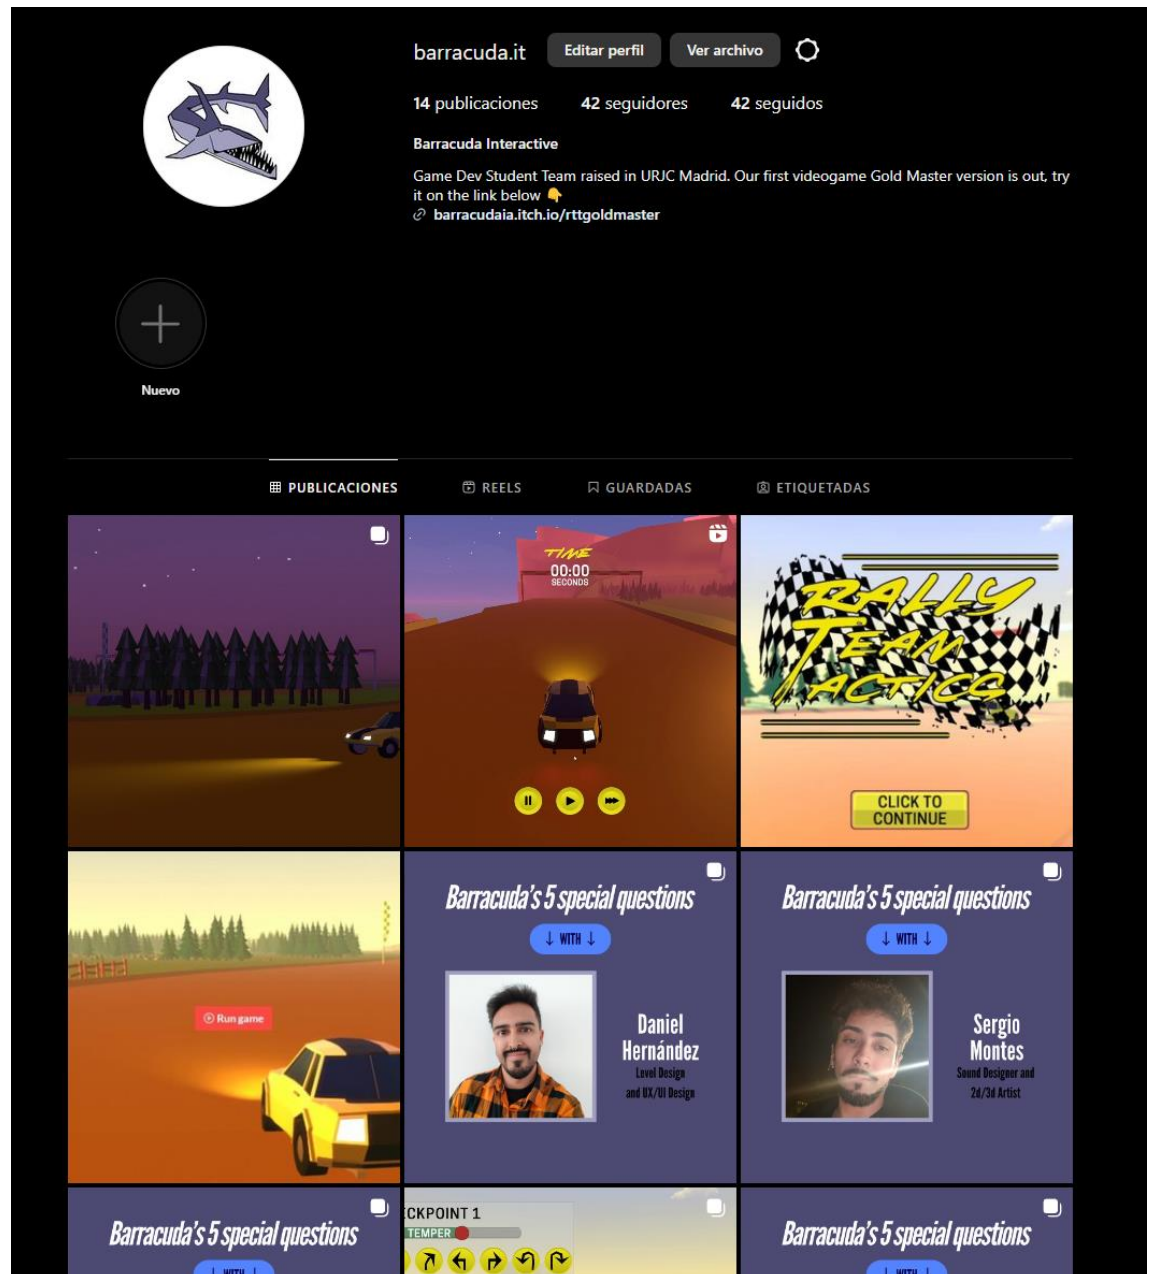 barracuda.it Editar perfil Ver archivo
14 publicaciones 42 seguidores 42 seguidos
Barracuda Interactive
Game Dev Student Team raised in URJC Madrid. Our first videogame Gold Master version is out, try
it on the link below 👇
barracudaia.itch.io/rttgoldmaster
Nuevo
PUBLICACIONES REELS GUARDADAS ETIQUETADAS
TIME
00:00
SECONDS
RALLY
TEAM
TACTICS
CLICK TO
CONTINUE
Run game
Barracuda's 5 special questions
↓ WITH ↓
Daniel
Hernández
Level Design
and UX/UI Design
Barracuda's 5 special questions
↓ WITH ↓
Sergio
Montes
Sound Designer and
2d/3d Artist
Barracuda's 5 special questions
↓ WITH ↓
ECKPOINT 1
TEMPER
Barracuda's 5 special questions
↓ WITH ↓